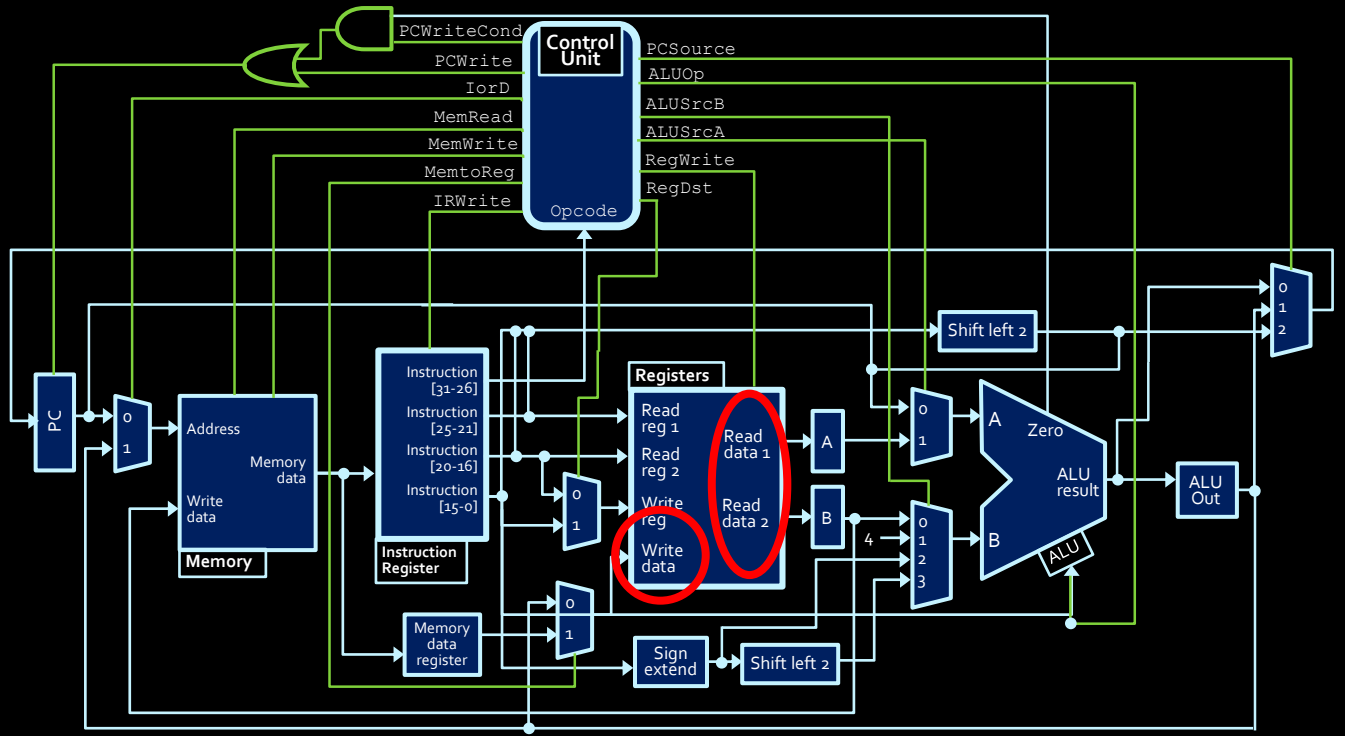 PCWriteCond
PCWrite
IorD
MemRead
MemWrite
MemtoReg
IRWrite
Control
Unit
Opcode
PCSource
ALUOp
ALUSrcB
ALUSrcA
RegWrite
RegDst
0
1
2
Shift left 2
PC
0
1
Address
Memory
data
Write
data
Memory
Instruction
[31-26]
Instruction
[25-21]
Instruction
[20-16]
Instruction
[15-0]
Instruction
Register
0
1
Registers
Read
reg 1
Read
reg 2
Write
reg
Write
data
Read
data 1
Read
data 2
A
B
0
1
4
0
1
2
3
A
Zero
ALU
result
B
ALU
ALU
Out
Memory
data
register
0
1
Sign
extend
Shift left 2